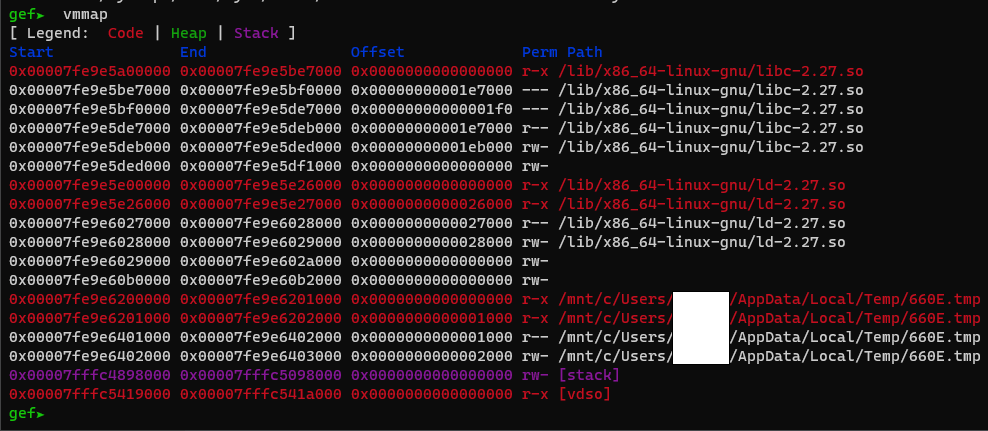 gef➤  vmmap
[ Legend:  Code | Heap | Stack ]
Start              End                Offset             Perm Path
0x00007fe9e5a00000 0x00007fe9e5be7000 0x0000000000000000 r-x /lib/x86_64-linux-gnu/libc-2.27.so
0x00007fe9e5be7000 0x00007fe9e5bf0000 0x00000000001e7000 --- /lib/x86_64-linux-gnu/libc-2.27.so
0x00007fe9e5bf0000 0x00007fe9e5de7000 0x00000000000001f0 --- /lib/x86_64-linux-gnu/libc-2.27.so
0x00007fe9e5de7000 0x00007fe9e5deb000 0x00000000001e7000 r-- /lib/x86_64-linux-gnu/libc-2.27.so
0x00007fe9e5deb000 0x00007fe9e5ded000 0x00000000001eb000 rw- /lib/x86_64-linux-gnu/libc-2.27.so
0x00007fe9e5ded000 0x00007fe9e5df1000 0x0000000000000000 rw-
0x00007fe9e5e00000 0x00007fe9e5e26000 0x0000000000000000 r-x /lib/x86_64-linux-gnu/ld-2.27.so
0x00007fe9e5e26000 0x00007fe9e5e27000 0x0000000000026000 r-x /lib/x86_64-linux-gnu/ld-2.27.so
0x00007fe9e6027000 0x00007fe9e6028000 0x0000000000027000 r-- /lib/x86_64-linux-gnu/ld-2.27.so
0x00007fe9e6028000 0x00007fe9e6029000 0x0000000000028000 rw- /lib/x86_64-linux-gnu/ld-2.27.so
0x00007fe9e6029000 0x00007fe9e602a000 0x0000000000000000 rw-
0x00007fe9e60b0000 0x00007fe9e60b2000 0x0000000000000000 rw-
0x00007fe9e6200000 0x00007fe9e6201000 0x0000000000000000 r-x /mnt/c/Users/ /AppData/Local/Temp/660E.tmp
0x00007fe9e6201000 0x00007fe9e6202000 0x0000000000001000 r-x /mnt/c/Users/ /AppData/Local/Temp/660E.tmp
0x00007fe9e6401000 0x00007fe9e6402000 0x0000000000001000 r-- /mnt/c/Users/ /AppData/Local/Temp/660E.tmp
0x00007fe9e6402000 0x00007fe9e6403000 0x0000000000002000 rw- /mnt/c/Users/ /AppData/Local/Temp/660E.tmp
0x00007fffc4898000 0x00007fffc5098000 0x0000000000000000 rw- [stack]
0x00007fffc5419000 0x00007fffc541a000 0x0000000000000000 r-x [vdso]
gef➤